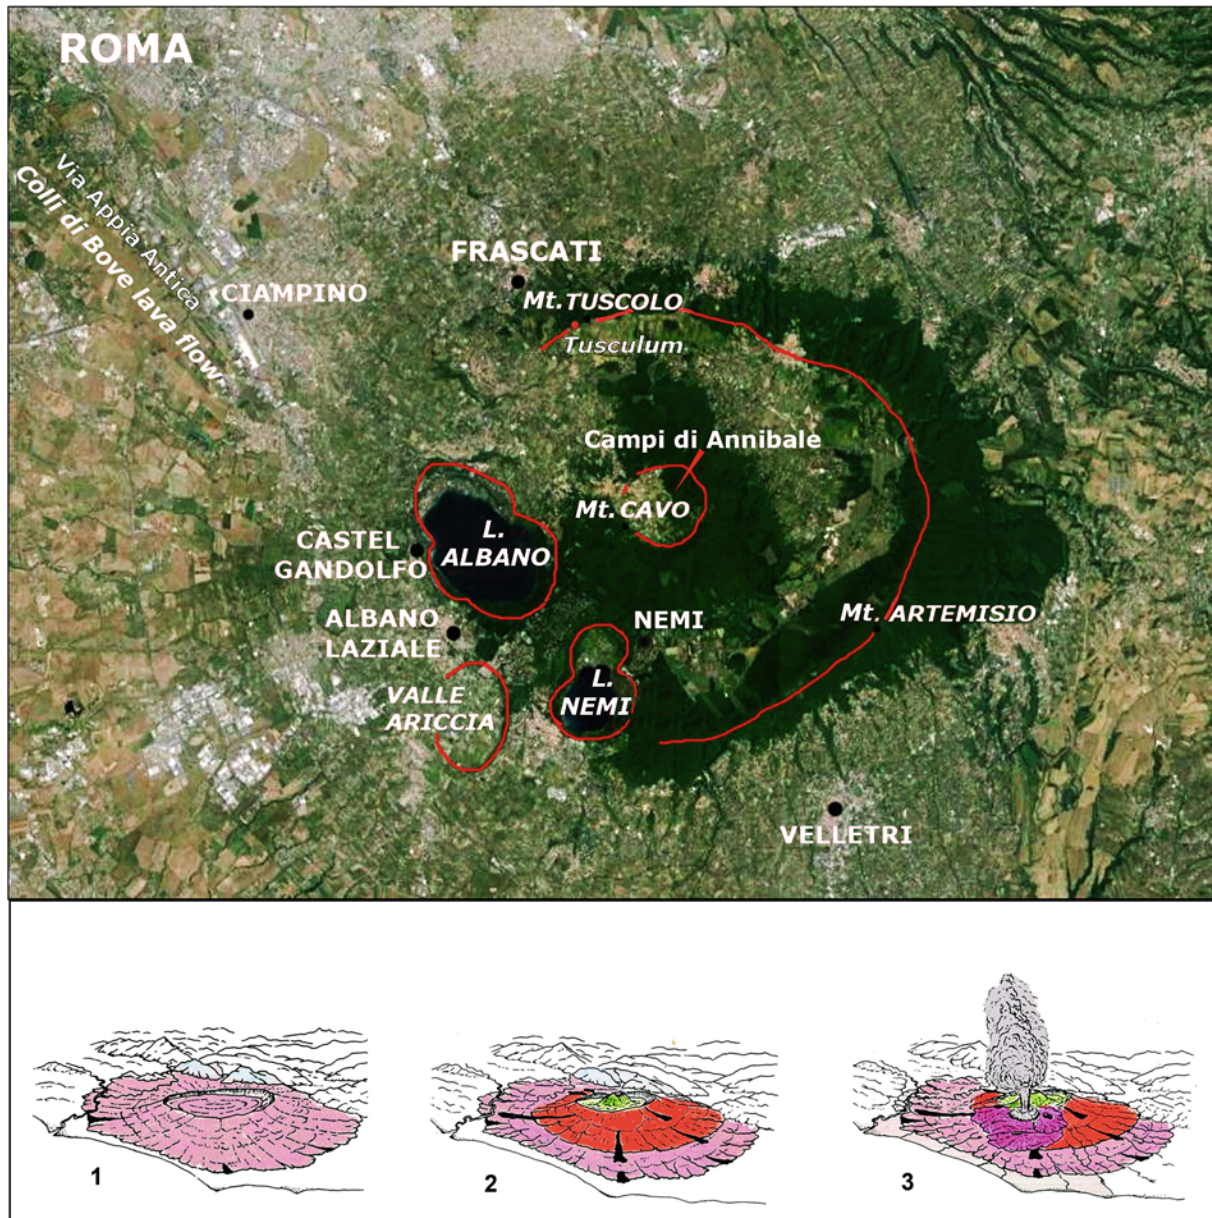 ROMA
Via Appia Antica
Colli di Bove lava flow
CIAMPINO
FRASCATI
Mt. TUSCOLO
Tusculum
Campi di Annibale
Mt. CAVO
L.
ALBANO
CASTEL
GANDOLFO
ALBANO
LAZIALE
NEMI
Mt. ARTEMISIO
L.
NEMI
VALLE
ARICCIA
VELLETRI
1
2
3